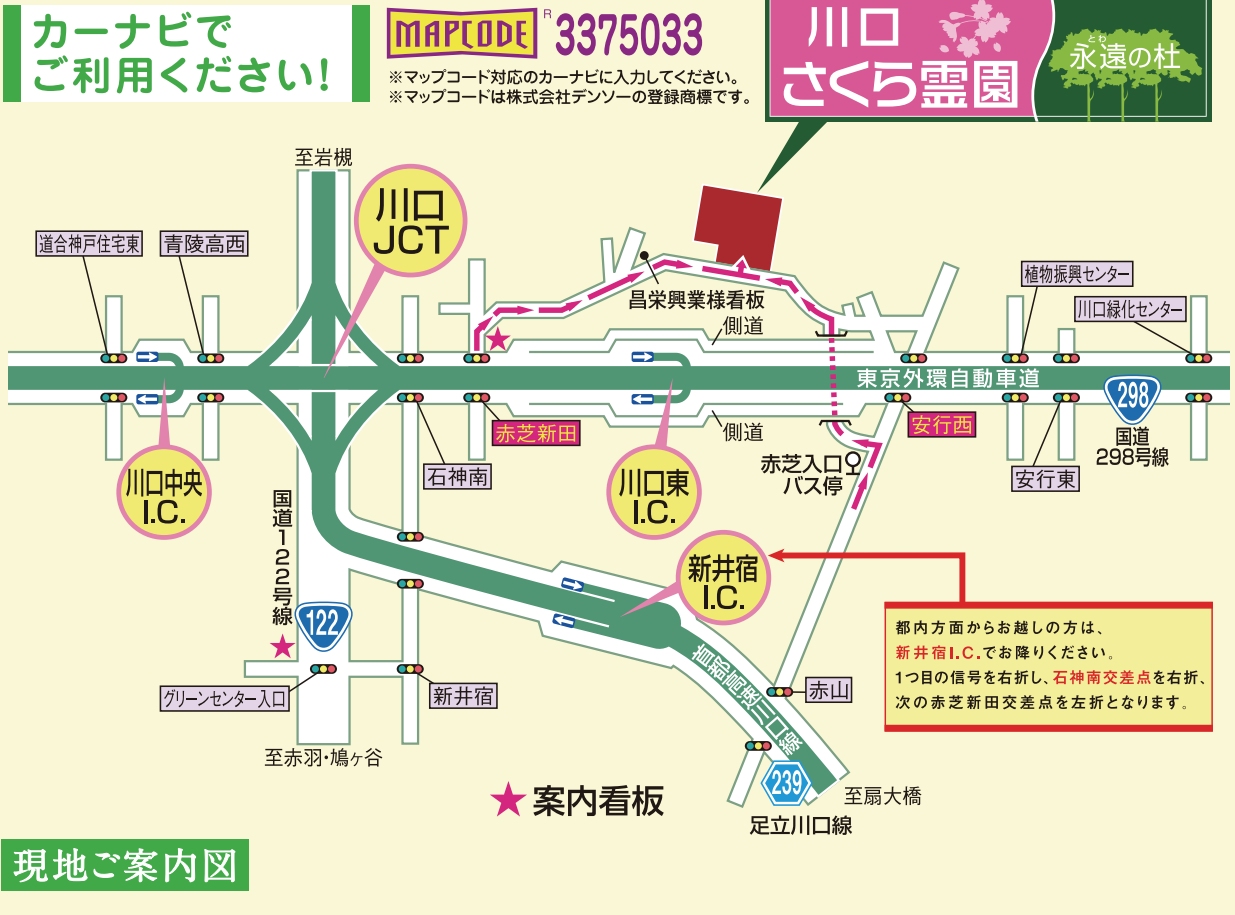 カーナビで
ご利用ください!
MAPCODE R 3375033
※マップコード対応のカーナビに入力してください。
※マップコードは株式会社デンソーの登録商標です。
川口
さくら霊園
とわ
永遠の杜
至岩槻
川口
JCT
道合神戸住宅東
青陵高西
昌栄興業様看板
側道
植物振興センター
川口緑化センター
東京外環自動車道
298
国道
298号線
赤芝新田
側道
安行西
赤芝入口
バス停
石神南
安行東
川口中央
I.C.
川口東
I.C.
国道122号線
122
新井宿
I.C.
都内方面からお越しの方は、
新井宿I.C.でお降りください。
1つ目の信号を右折し、石神南交差点を右折、
次の赤芝新田交差点を左折となります。
首都高速川口線
グリーンセンター入口
新井宿
赤山
至赤羽・鳩ヶ谷
239
至扇大橋
足立川口線
★案内看板
現地ご案内図